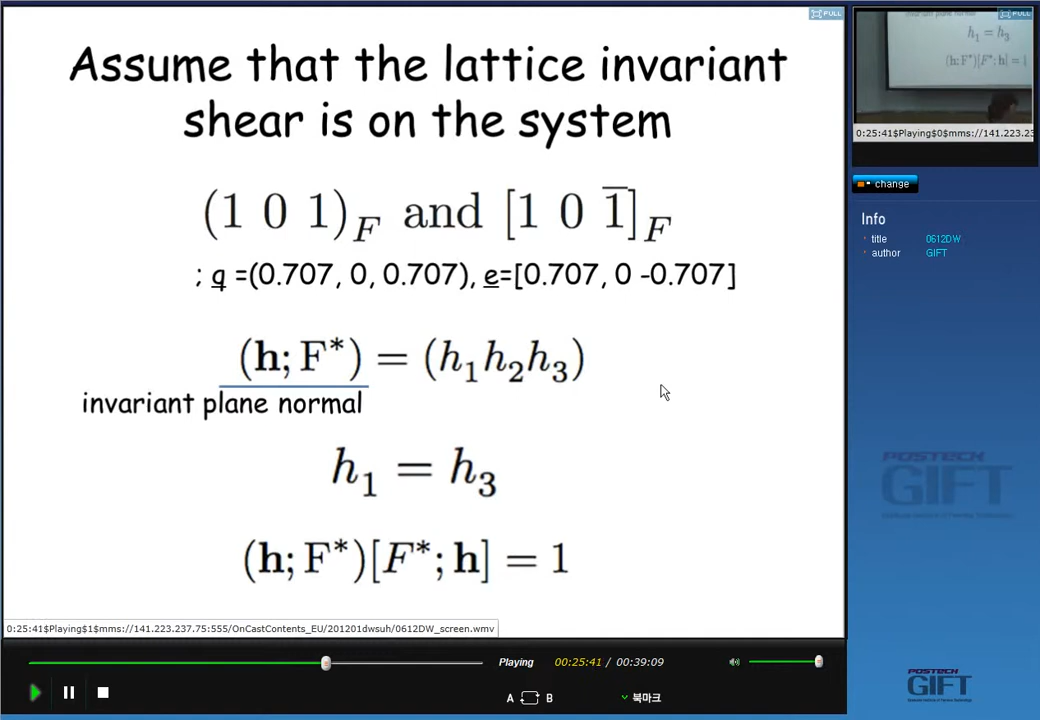 Assume that the lattice invariant
shear is on the system
(1 0 1)F and [1 0 1̅]F
; q =(0.707, 0, 0.707), e=[0.707, 0 -0.707]
(h; F*) = (h1h2h3)
invariant plane normal
h1 = h3
(h; F*)[F*; h] = 1
0:25:41$Playing$1$mms://141.223.237.75:555/OnCastContents_EU/201201dwsuh/0612DW_screen.wmv
FULL
FULL
h1 = h3
(h; F*)[F*; h] = 1
0:25:41$Playing$0$mms://141.223.23
change
Info
title 0612DW
author GIFT
POSTECH
GIFT
Playing 00:25:41 / 00:39:09
A B 북마크
POSTECH
GIFT